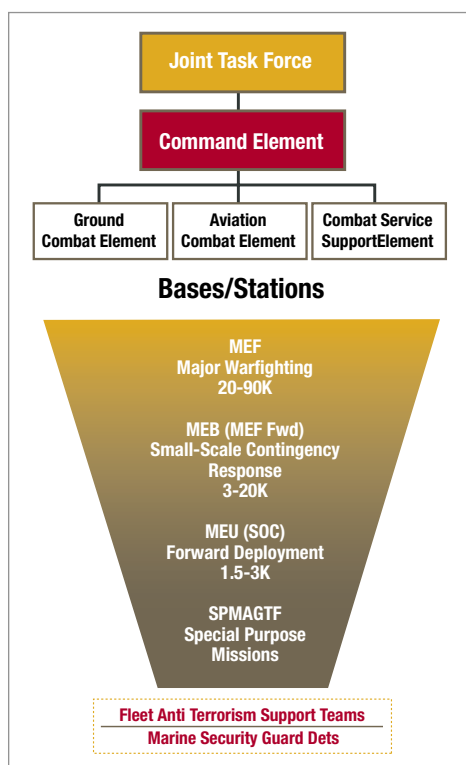 Joint Task Force
Command Element
Ground
Combat Element
Aviation
Combat Element
Combat Service
SupportElement
Bases/Stations
MEF
Major Warfighting
20-90K
MEB (MEF Fwd)
Small-Scale Contingency
Response
3-20K
MEU (SOC)
Forward Deployment
1.5-3K
SPMAGTF
Special Purpose
Missions
Fleet Anti Terrorism Support Teams
Marine Security Guard Dets